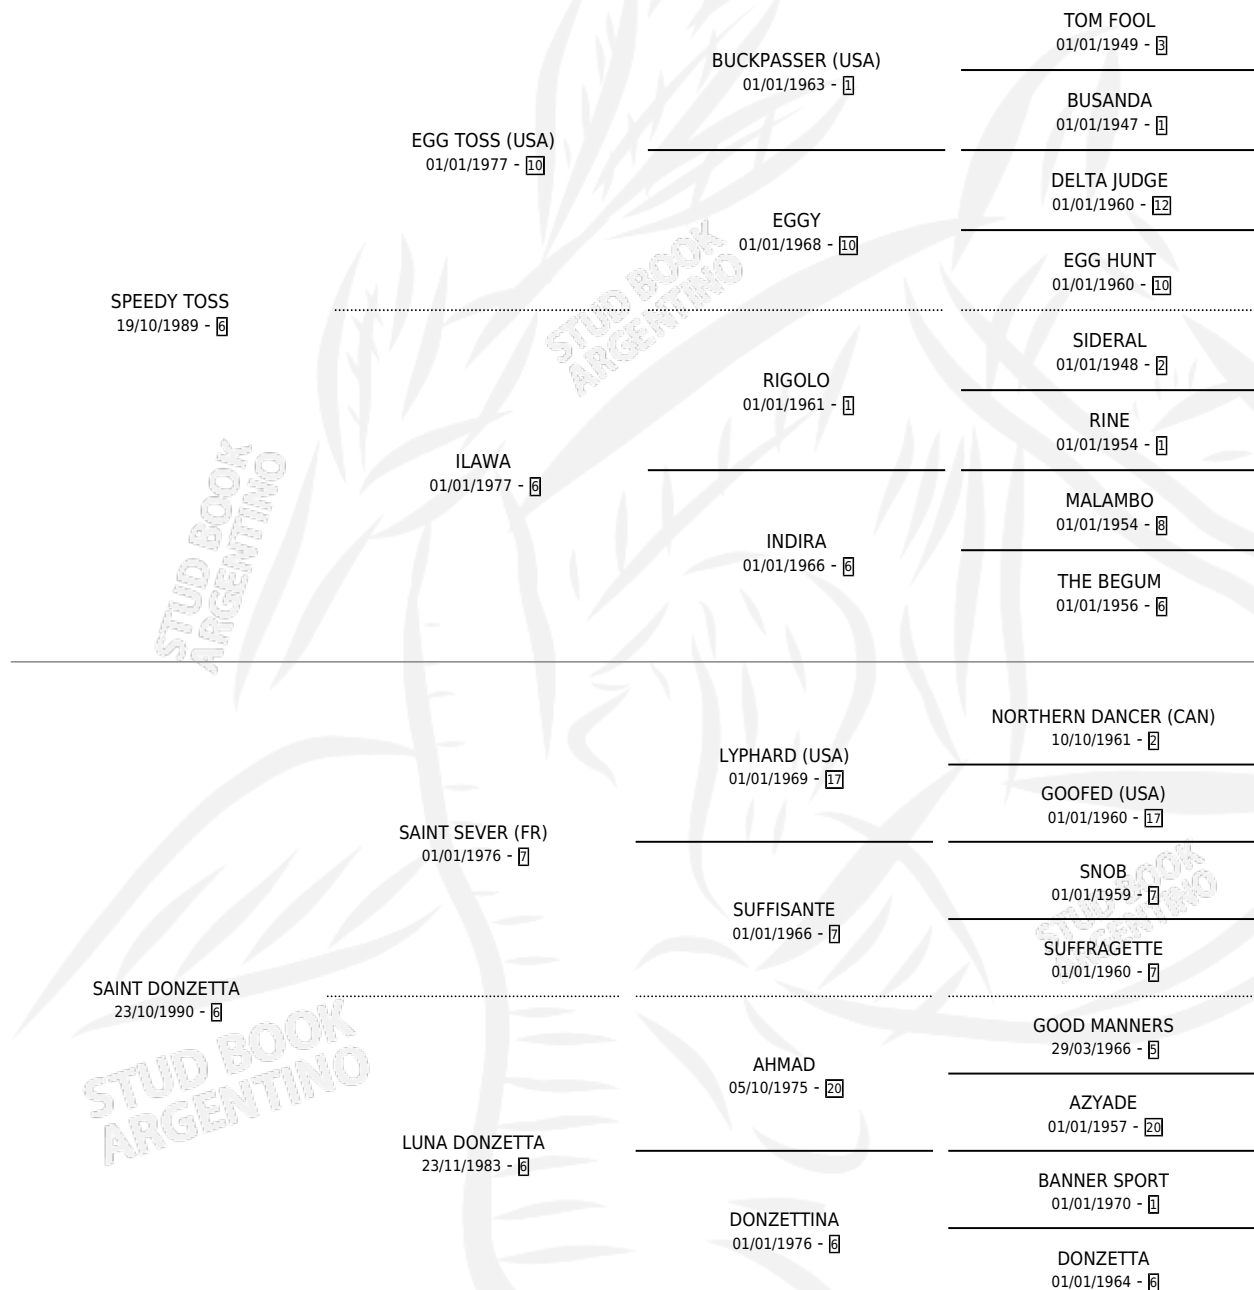 TOM FOOL
01/01/1949 - 3
BUCKPASSER (USA)
01/01/1963 - 1
BUSANDA
01/01/1947 - 1
EGG TOSS (USA)
01/01/1977 - 10
DELTA JUDGE
01/01/1960 - 12
EGGY
01/01/1968 - 10
EGG HUNT
01/01/1960 - 10
SPEEDY TOSS
19/10/1989 - 6
STUD BOOK
ARGENTINO
SIDERAL
01/01/1948 - 2
RIGOLO
01/01/1961 - 1
RINE
01/01/1954 - 1
ILAWA
01/01/1977 - 6
MALAMBO
01/01/1954 - 8
INDIRA
01/01/1966 - 6
THE BEGUM
01/01/1956 - 6
STUD BOOK
ARGENTINO
NORTHERN DANCER (CAN)
10/10/1961 - 2
LYPHARD (USA)
01/01/1969 - 17
GOOFED (USA)
01/01/1960 - 17
SAINT SEVER (FR)
01/01/1976 - 7
SNOB
01/01/1959 - 7
SUFFISANTE
01/01/1966 - 7
STUD BOOK
ARGENTINO
SUFFRAGETTE
01/01/1960 - 7
SAINT DONZETTA
23/10/1990 - 6
STUD BOOK
ARGENTINO
GOOD MANNERS
29/03/1966 - 5
AHMAD
05/10/1975 - 20
AZYADE
01/01/1957 - 20
LUNA DONZETTA
23/11/1983 - 6
BANNER SPORT
01/01/1970 - 1
DONZETTINA
01/01/1976 - 6
DONZETTA
01/01/1964 - 6